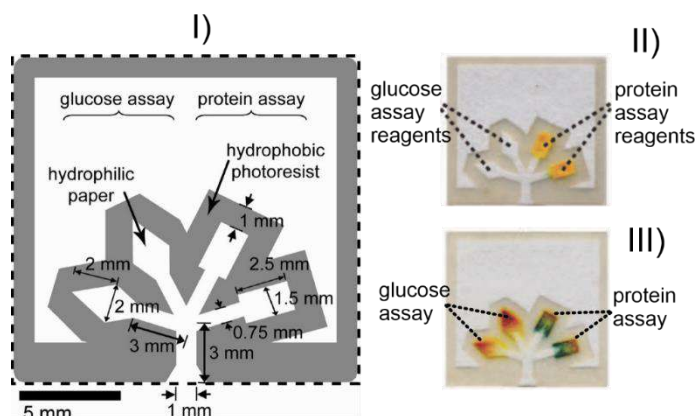 I)
glucose assay
protein assay
hydrophilic
paper
hydrophobic
photoresist
1 mm
2 mm
2 mm
2.5 mm
1.5 mm
0.75 mm
3 mm
3 mm
5 mm
1 mm
II)
glucose
assay
reagents
protein
assay
reagents
III)
glucose
assay
protein
assay